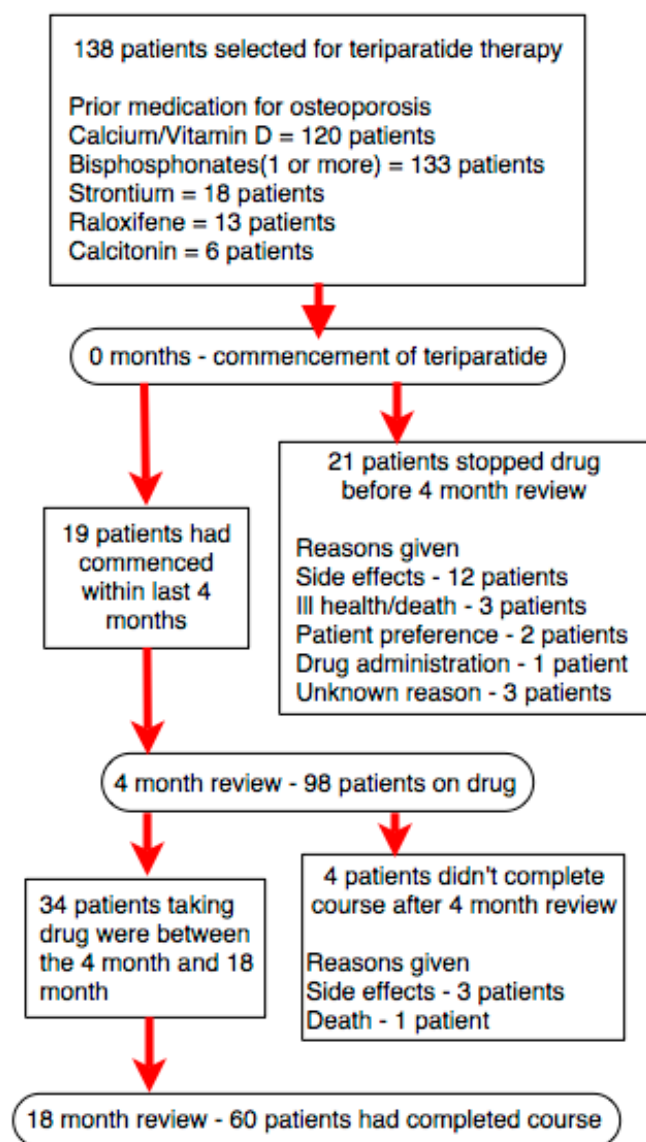 138 patients selected for teriparatide therapy
Prior medication for osteoporosis
Calcium/Vitamin D = 120 patients
Bisphosphonates(1 or more) = 133 patients
Strontium = 18 patients
Raloxifene = 13 patients
Calcitonin = 6 patients
0 months - commencement of teriparatide
21 patients stopped drug
before 4 month review
Reasons given
Side effects - 12 patients
Ill health/death - 3 patients
Patient preference - 2 patients
Drug administration - 1 patient
Unknown reason - 3 patients
19 patients had
commenced
within last 4
months
4 month review - 98 patients on drug
34 patients taking
drug were between
the 4 month and 18
month
4 patients didn't complete
course after 4 month review
Reasons given
Side effects - 3 patients
Death - 1 patient
18 month review - 60 patients had completed course